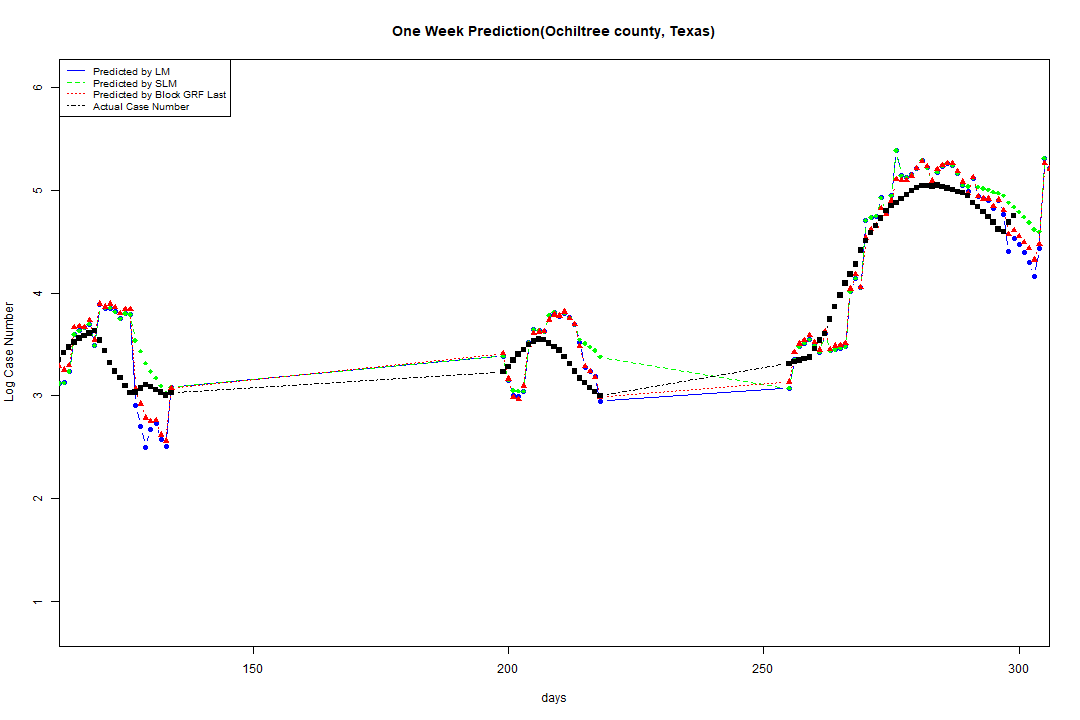 One Week Prediction(Ochiltree county, Texas)
Predicted by LM
Predicted by SLM
Predicted by Block GRF Last
Actual Case Number
Log Case Number
6
5
4
3
2
1
150
200
250
300
days